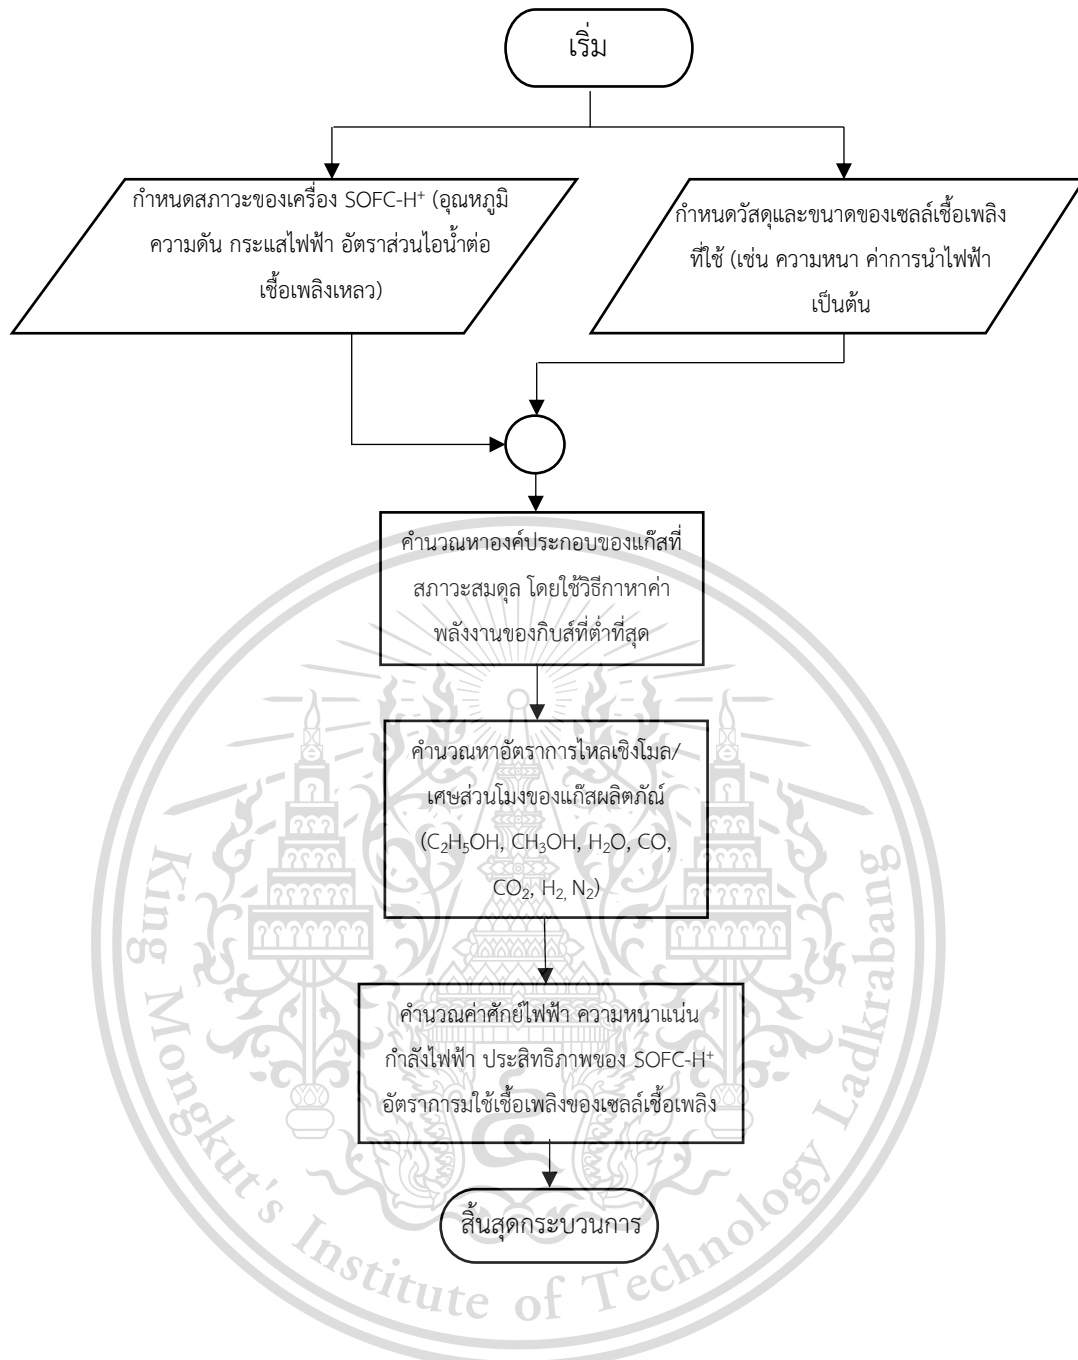 เริ่ม
กำหนดสภาวะของเครื่อง SOFC-H⁺ (อุณหภูมิ
ความดัน กระแสไฟฟ้า อัตราส่วนไอน้ำต่อ
เชื้อเพลิงเหลว)
กำหนดวัสดุและขนาดของเซลล์เชื้อเพลิง
ที่ใช้ (เช่น ความหนา ค่าการนำไฟฟ้า
เป็นต้น
คำนวณหาองค์ประกอบของแก๊สที่
สภาวะสมดุล โดยใช้วิธีกาหาค่า
พลังงานของกิบส์ที่ต่ำที่สุด
คำนวณหาอัตราการไหลเชิงโมล/
เศษส่วนโมงของแก๊สผลิตภัณ์
(C₂H₅OH, CH₃OH, H₂O, CO,
CO₂, H₂, N₂)
คำนวณค่าศักย์ไฟฟ้า ความหนาแน่น
กำลังไฟฟ้า ประสิทธิภาพของ SOFC-H⁺
อัตราการมใช้เชื้อเพลิงของเซลล์เชื้อเพลิง
สิ้นสุดกระบวนการ
King Mongkut's Institute of Technology Ladkrabang